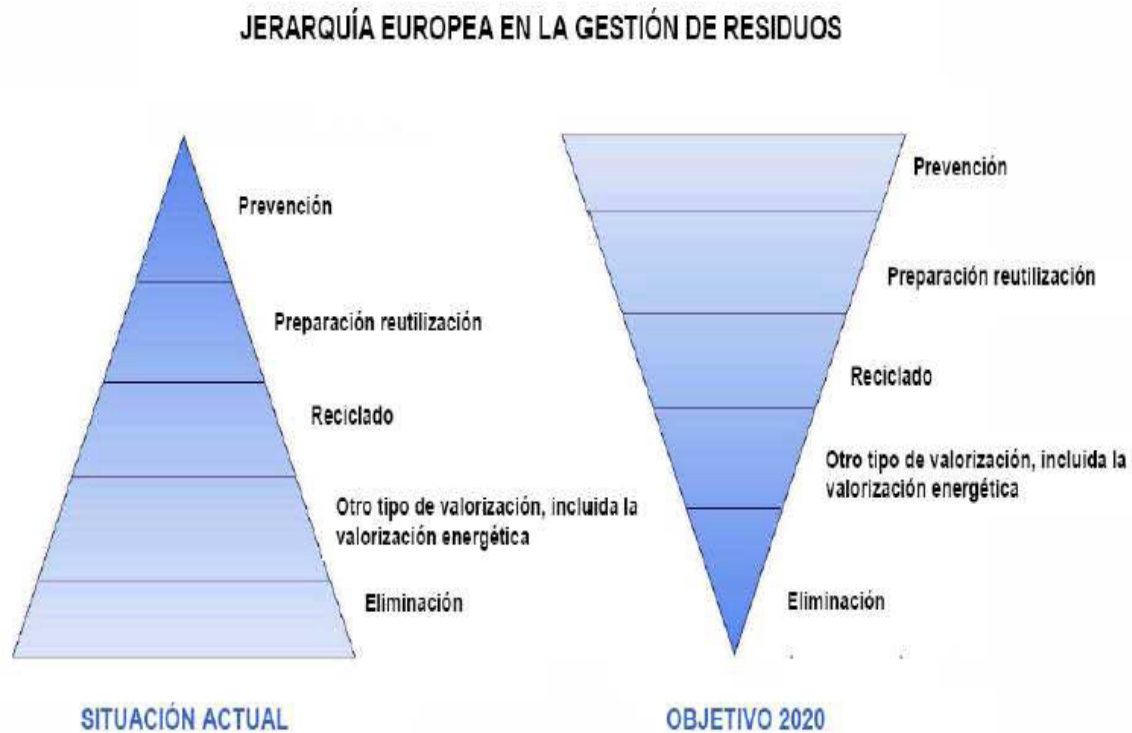 JERARQUÍA EUROPEA EN LA GESTIÓN DE RESIDUOS
Prevención
Preparación reutilización
Reciclado
Otro tipo de valorización, incluida la
valorización energética
Eliminación
SITUACIÓN ACTUAL
Prevención
Preparación reutilización
Reciclado
Otro tipo de valorización, incluida la
valorización energética
Eliminación
OBJETIVO 2020